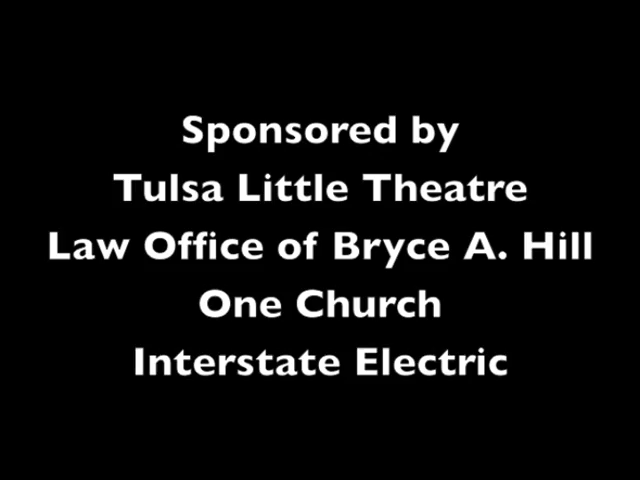 Sponsored by
Tulsa Little Theatre
Law Office of Bryce A. Hill
One Church
Interstate Electric